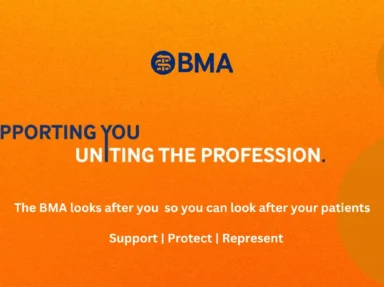 BMA
PPORTING YOU
UNITING THE PROFESSION.
The BMA looks after you so you can look after your patients
Support | Protect | Represent